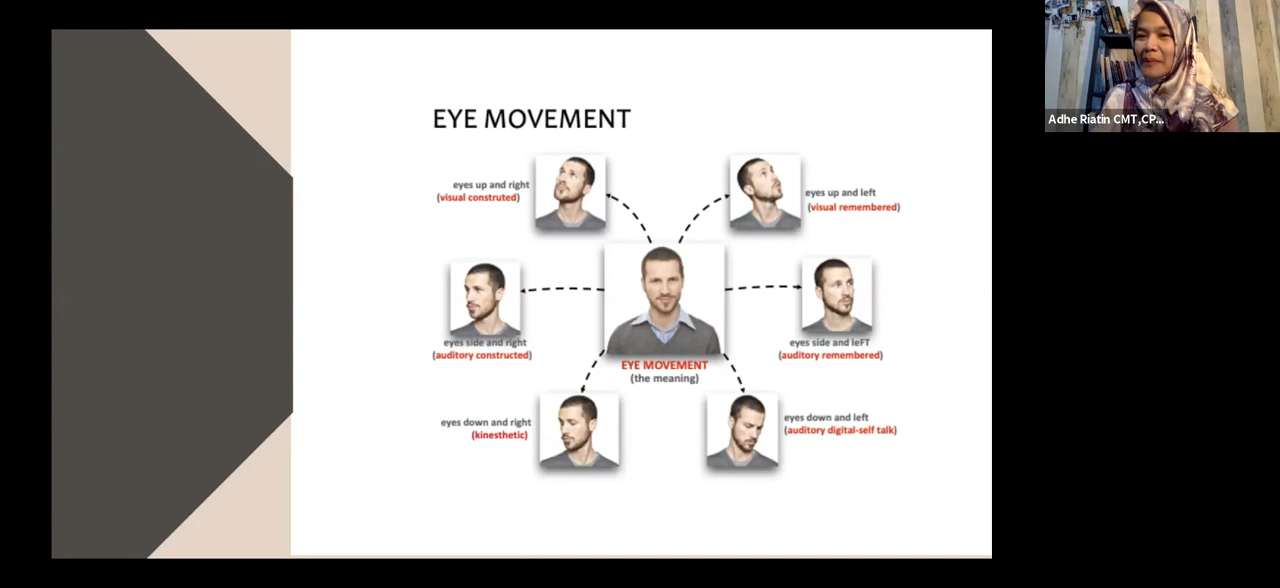 Adhe Riatin CMT,CP...
EYE MOVEMENT
eyes up and right
(visual construted)
eyes up and left
(visual remembered)
eyes side and right
(auditory constructed)
eyes side and leFT
(auditory remembered)
EYE MOVEMENT
(the meaning)
eyes down and right
(kinesthetic)
eyes down and left
(auditory digital-self talk)